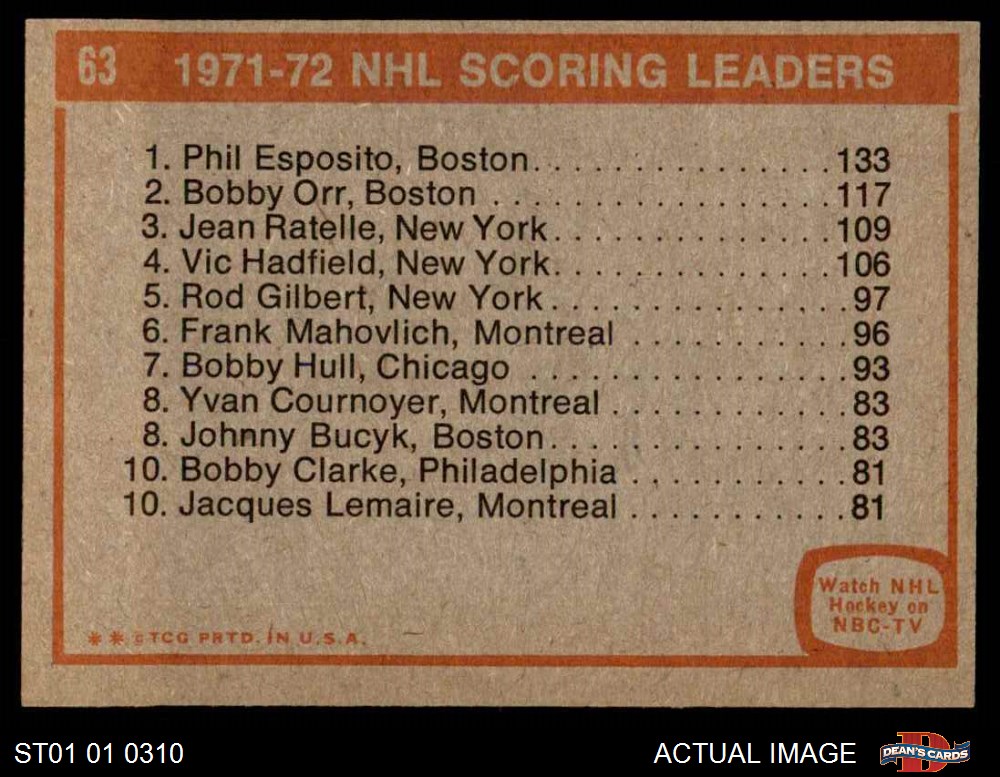 63 1971-72 NHL SCORING LEADERS
1. Phil Esposito, Boston. . . . . . . . . . . . . . . .133
2. Bobby Orr, Boston . . . . . . . . . . . . . . . . . .117
3. Jean Ratelle, New York. . . . . . . . . . . . . . .109
4. Vic Hadfield, New York. . . . . . . . . . . . . . .106
5. Rod Gilbert, New York. . . . . . . . . . . . . . . .97
6. Frank Mahovlich, Montreal . . . . . . . . . . . .96
7. Bobby Hull, Chicago . . . . . . . . . . . . . . . . .93
8. Yvan Cournoyer, Montreal . . . . . . . . . . . . .83
8. Johnny Bucyk, Boston. . . . . . . . . . . . . . . .83
10. Bobby Clarke, Philadelphia . . . . . . . . . . . .81
10. Jacques Lemaire, Montreal . . . . . . . . . . . .81
Watch NHL
Hockey on
NBC-TV
* * © TCG PRTD. IN U.S.A.
ST01 01 0310
ACTUAL IMAGE
DEAN'S CARDS